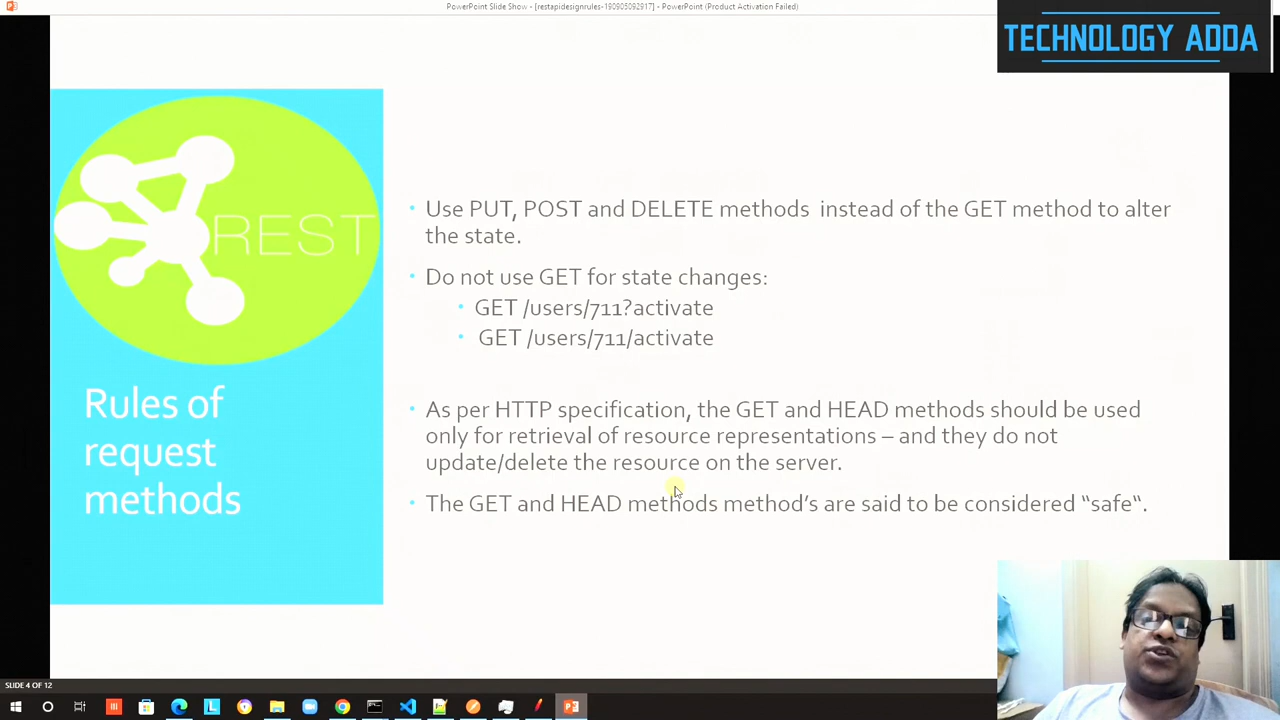 PowerPoint Slide Show - [restapidesignrules-190905092917] - PowerPoint (Product Activation Failed)
TECHNOLOGY ADDA
REST
Rules of
request
methods
Use PUT, POST and DELETE methods  instead of the GET method to alter
the state.
Do not use GET for state changes:
GET /users/711?activate
GET /users/711/activate
As per HTTP specification, the GET and HEAD methods should be used
only for retrieval of resource representations – and they do not
update/delete the resource on the server.
The GET and HEAD methods method’s are said to be considered “safe“.
SLIDE 4 OF 12